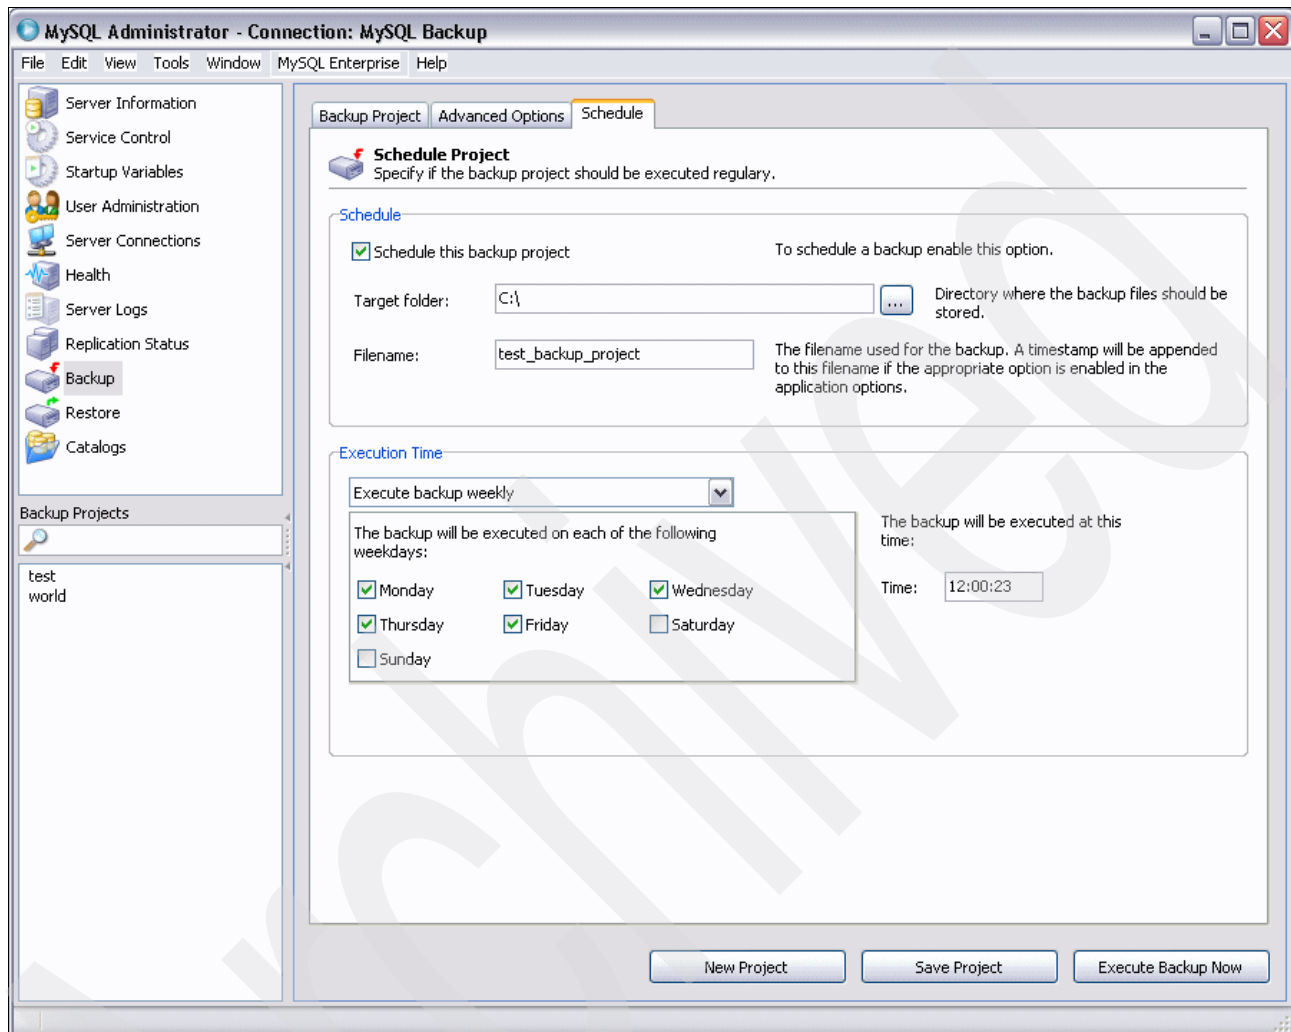 MySQL Administrator - Connection: MySQL Backup
File Edit View Tools Window MySQL Enterprise Help
Server Information
Service Control
Startup Variables
User Administration
Server Connections
Health
Server Logs
Replication Status
Backup
Restore
Catalogs
Backup Projects
test
world
Backup Project Advanced Options Schedule
Schedule Project
Specify if the backup project should be executed regulary.
Schedule
Schedule this backup project
To schedule a backup enable this option.
Target folder: C:\ ...
Directory where the backup files should be
stored.
Filename: test_backup_project
The filename used for the backup. A timestamp will be appended
to this filename if the appropriate option is enabled in the
application options.
Execution Time
Execute backup weekly
The backup will be executed on each of the following
weekdays:
Monday Tuesday Wednesday
Thursday Friday Saturday
Sunday
The backup will be executed at this
time:
Time: 12:00:23
New Project Save Project Execute Backup Now
Archived